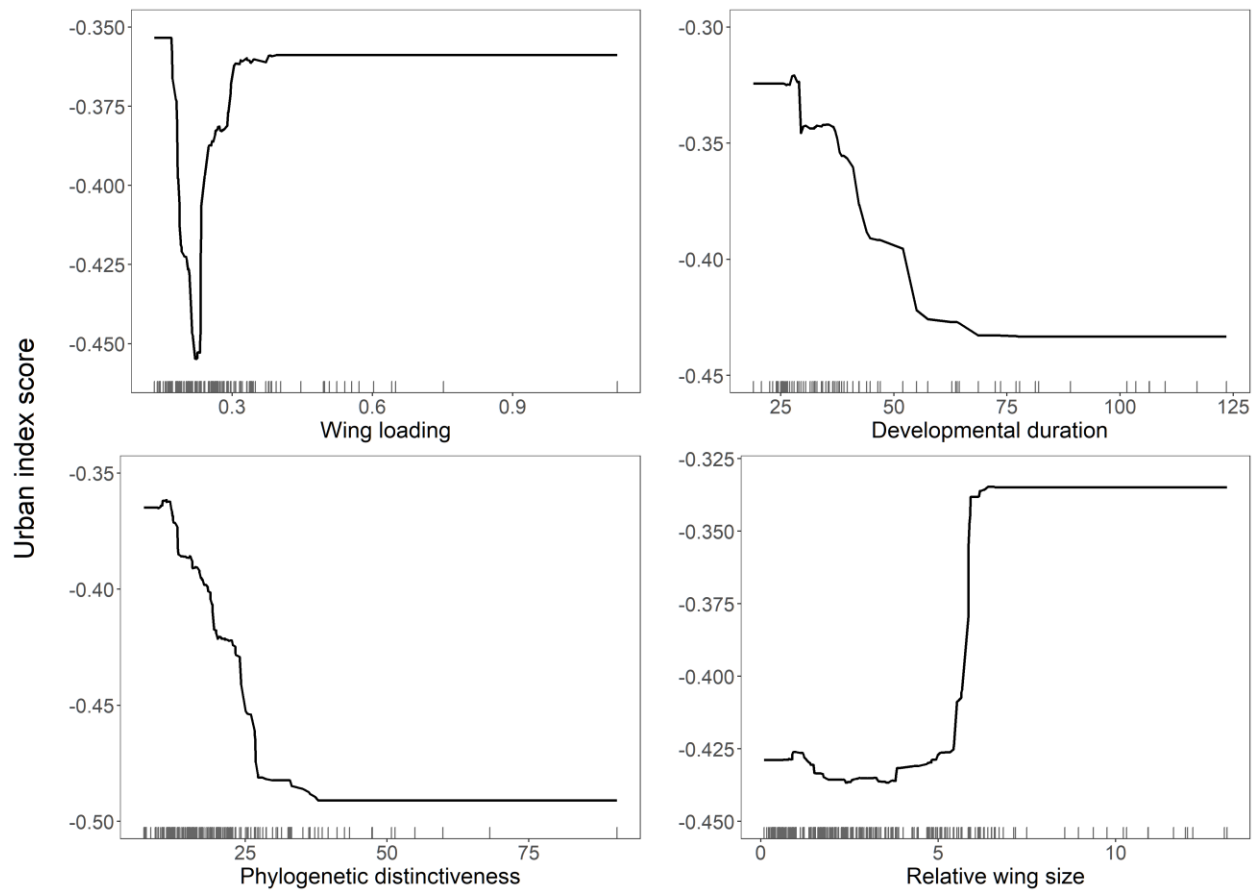 Urban index score
-0.350
-0.375
-0.400
-0.425
-0.450
0.3 0.6 0.9
Wing loading
-0.30
-0.35
-0.40
-0.45
25 50 75 100 125
Developmental duration
-0.35
-0.40
-0.45
-0.50
25 50 75
Phylogenetic distinctiveness
-0.325
-0.350
-0.375
-0.400
-0.425
-0.450
0 5 10
Relative wing size